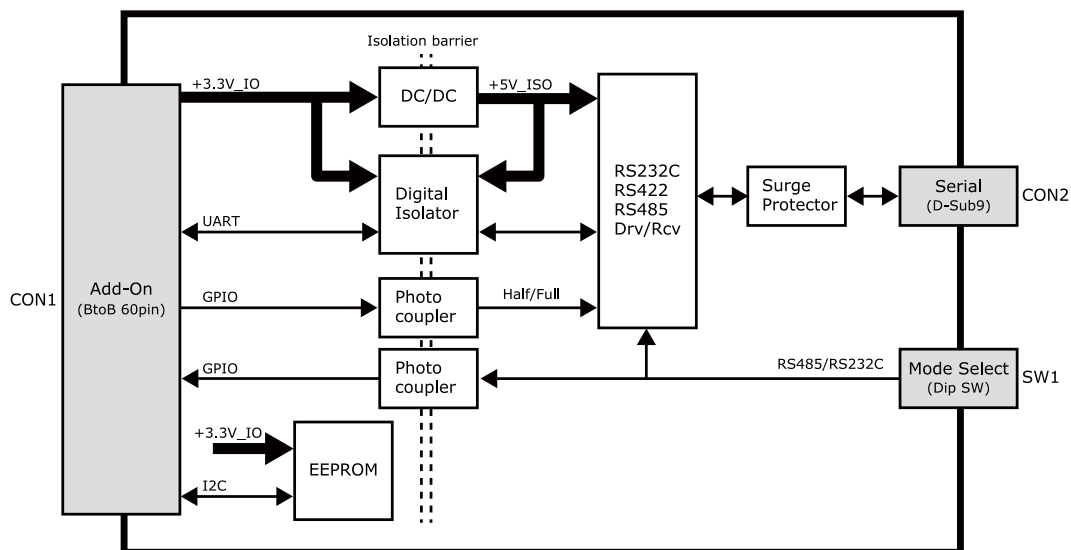 Isolation barrier
+3.3V_IO
DC/DC
+5V_ISO
RS232C
RS422
RS485
Drv/Rcv
Digital
Isolator
UART
Surge
Protector
Serial
(D-Sub9)
CON2
CON1
Add-On
(BtoB 60pin)
GPIO
Photo
coupler
Half/Full
GPIO
Photo
coupler
RS485/RS232C
Mode Select
(Dip SW)
SW1
+3.3V_IO
EEPROM
I2C